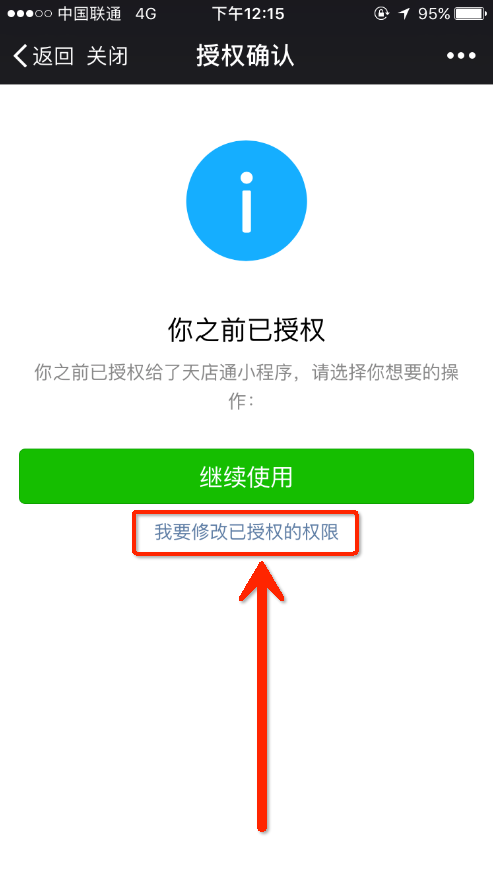 中国联通 4G 下午12:15 95%
返回 关闭 授权确认
你之前已授权
你之前已授权给了天店通小程序，请选择你想要的操
作：
继续使用
我要修改已授权的权限